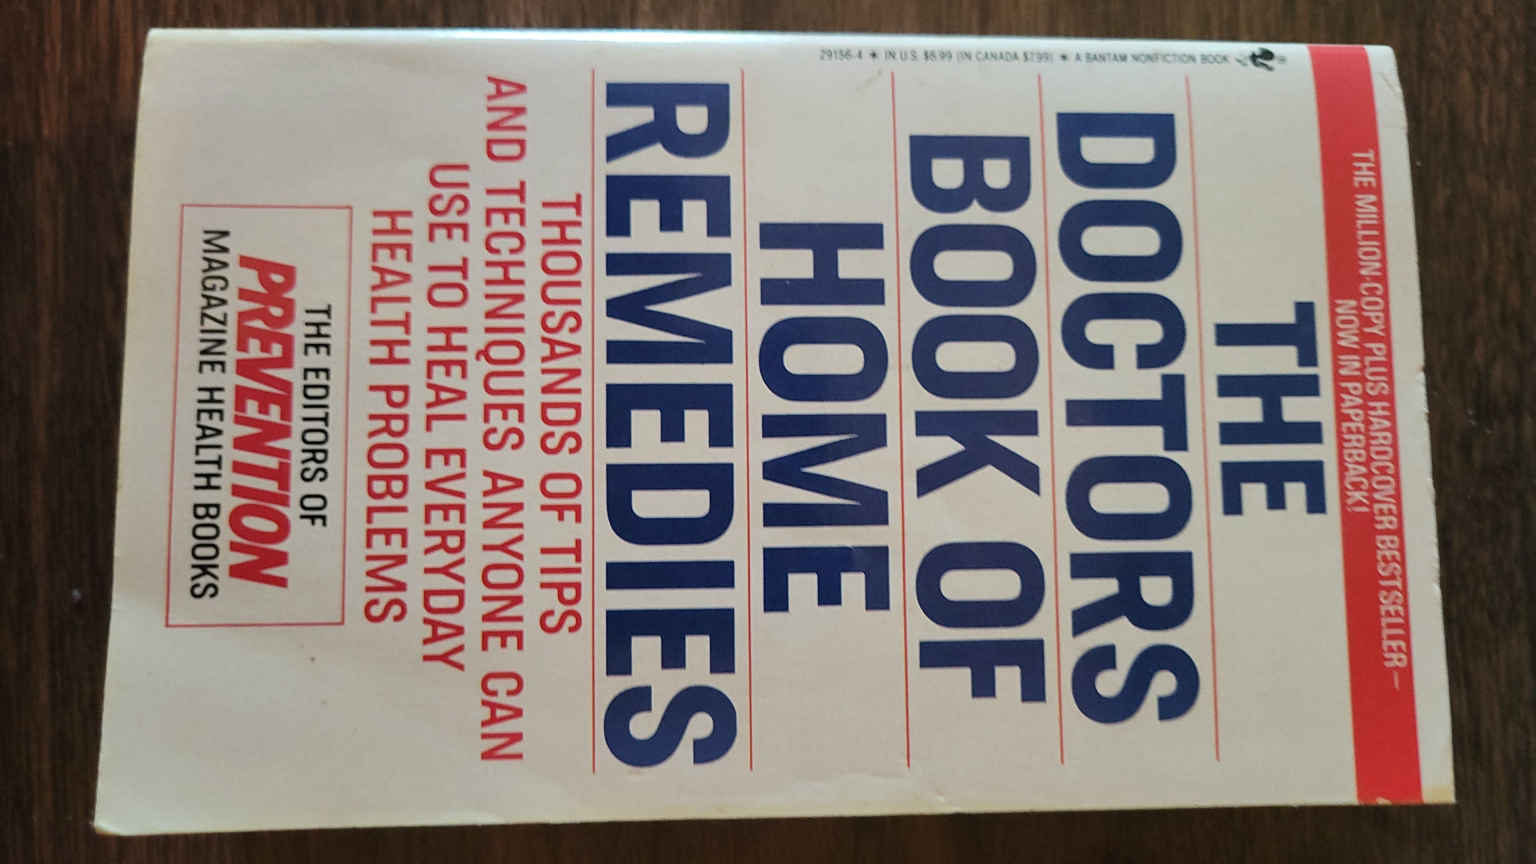 THE MILLION-COPY PLUS HARDCOVER BESTSELLER—
NOW IN PAPERBACK!
29156-4 ★ IN U.S. $6.99 (IN CANADA $7.99) ★ A BANTAM NONFICTION BOOK
THE
DOCTORS
BOOK OF
HOME
REMEDIES
THOUSANDS OF TIPS
AND TECHNIQUES ANYONE CAN
USE TO HEAL EVERYDAY
HEALTH PROBLEMS
THE EDITORS OF
PREVENTION
MAGAZINE HEALTH BOOKS